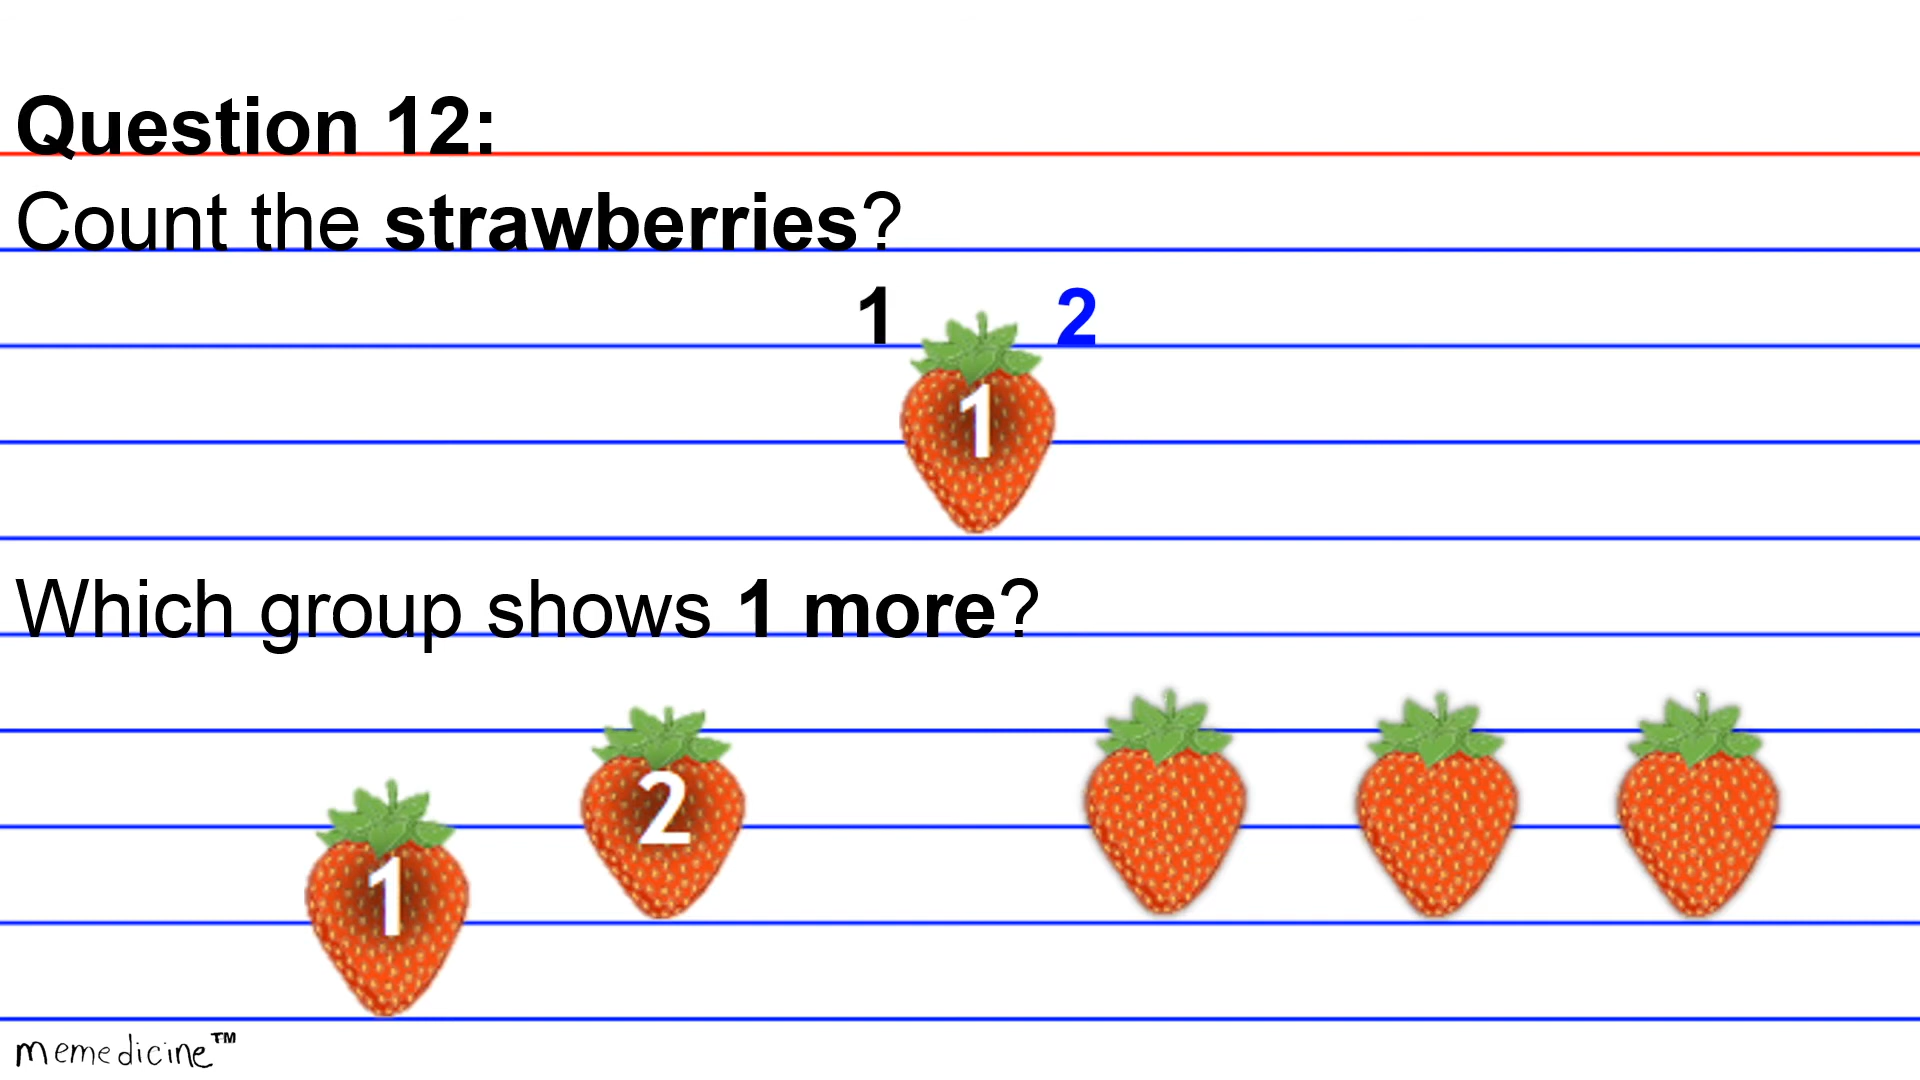 Question 12:
Count the strawberries?
1 2
1
Which group shows 1 more?
1 2
memedicine™